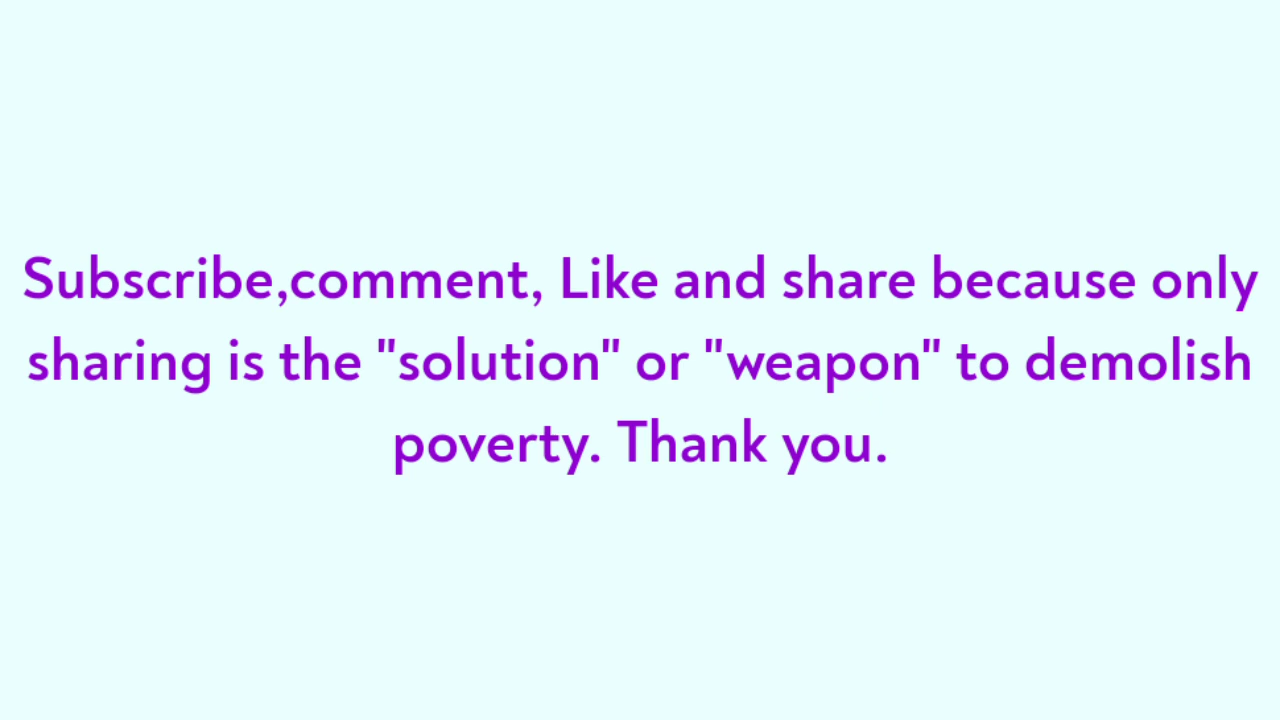 Subscribe,comment, Like and share because only
sharing is the "solution" or "weapon" to demolish
poverty. Thank you.